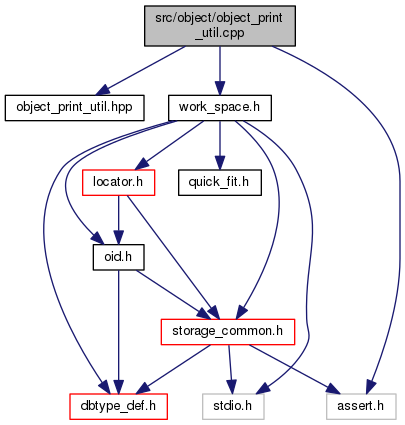 src/object/object_print
_util.cpp
object_print_util.hpp
work_space.h
locator.h
quick_fit.h
oid.h
storage_common.h
dbtype_def.h
stdio.h
assert.h